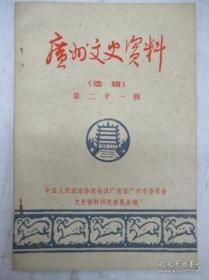 廣州文史資料
（选辑）
第二十一辑
中国人民政治协商会议广东省广州市委员会
文史资料研究委员会编